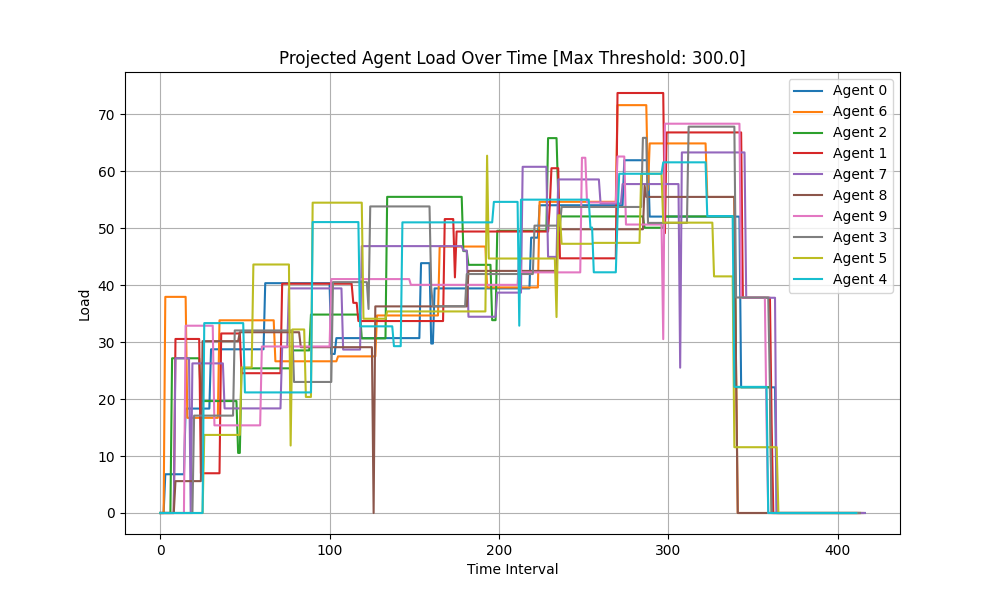 Projected Agent Load Over Time [Max Threshold: 300.0]
Load
70
60
50
40
30
20
10
0
0
100
200
300
400
Time Interval
Agent 0
Agent 6
Agent 2
Agent 1
Agent 7
Agent 8
Agent 9
Agent 3
Agent 5
Agent 4